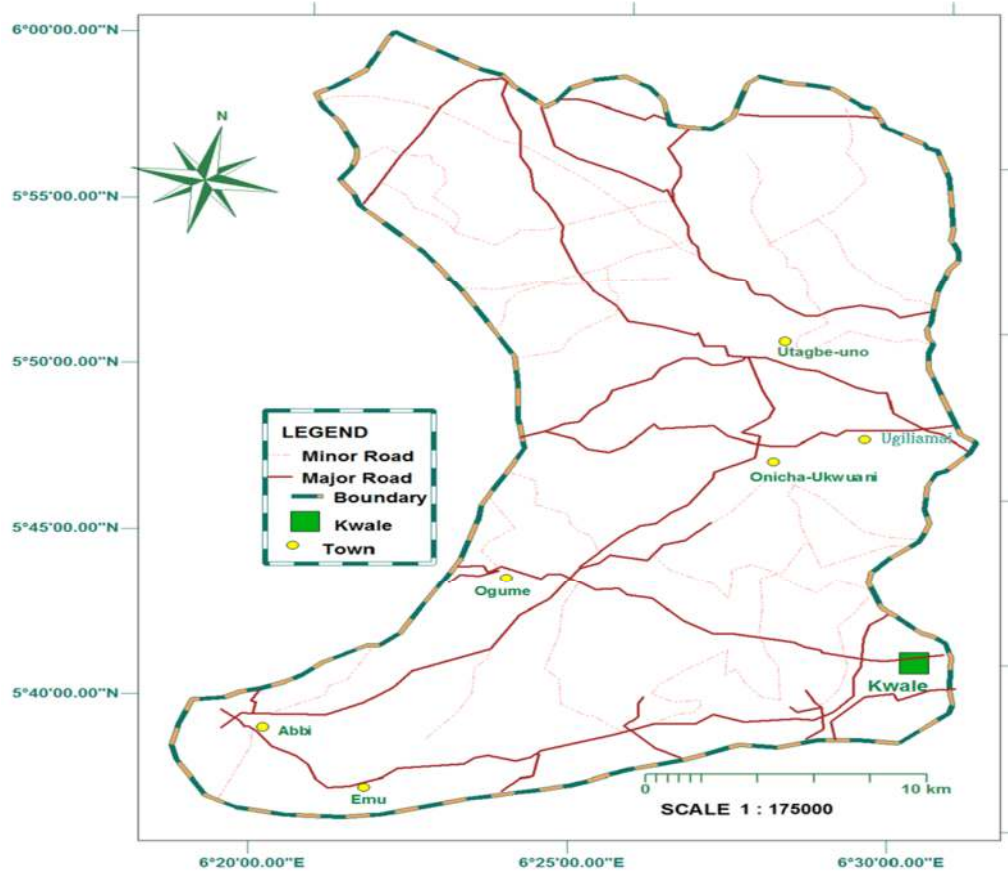 6°00'00.00"N
N
5°55'00.00"N
5°50'00.00"N
Utagbe-uno
LEGEND
Minor Road
Major Road
Boundary
Kwale
Town
Ugiliamai
Onicha-Ukwuani
5°45'00.00"N
Ogume
5°40'00.00"N
Kwale
Abbi
Emu
0 10 km
SCALE 1 : 175000
6°20'00.00"E 6°25'00.00"E 6°30'00.00"E